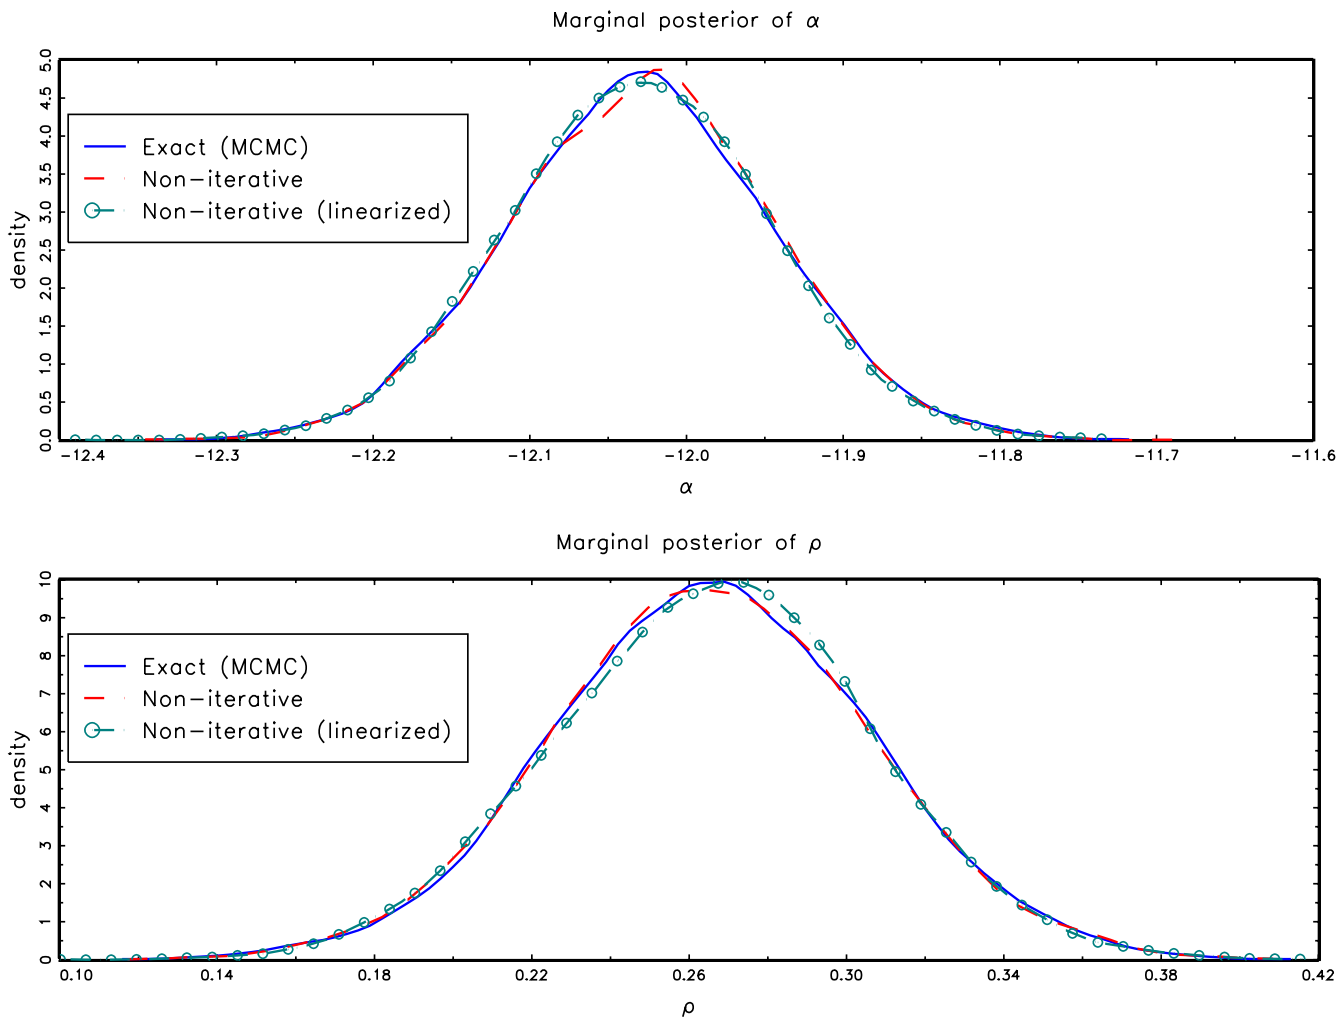 Marginal posterior of α
density
0.0 0.5 1.0 1.5 2.0 2.5 3.0 3.5 4.0 4.5 5.0
Exact (MCMC)
Non-iterative
Non-iterative (linearized)
-12.4 -12.3 -12.2 -12.1 -12.0 -11.9 -11.8 -11.7 -11.6
α
Marginal posterior of ρ
density
0 1 2 3 4 5 6 7 8 9 10
Exact (MCMC)
Non-iterative
Non-iterative (linearized)
0.10 0.14 0.18 0.22 0.26 0.30 0.34 0.38 0.42
ρ